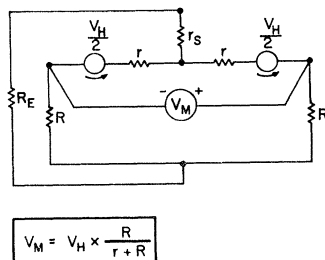 V_H/2
r
r_S
r
V_H/2
R_E
R
- V_M +
R
V_M = V_H × R/(r + R)